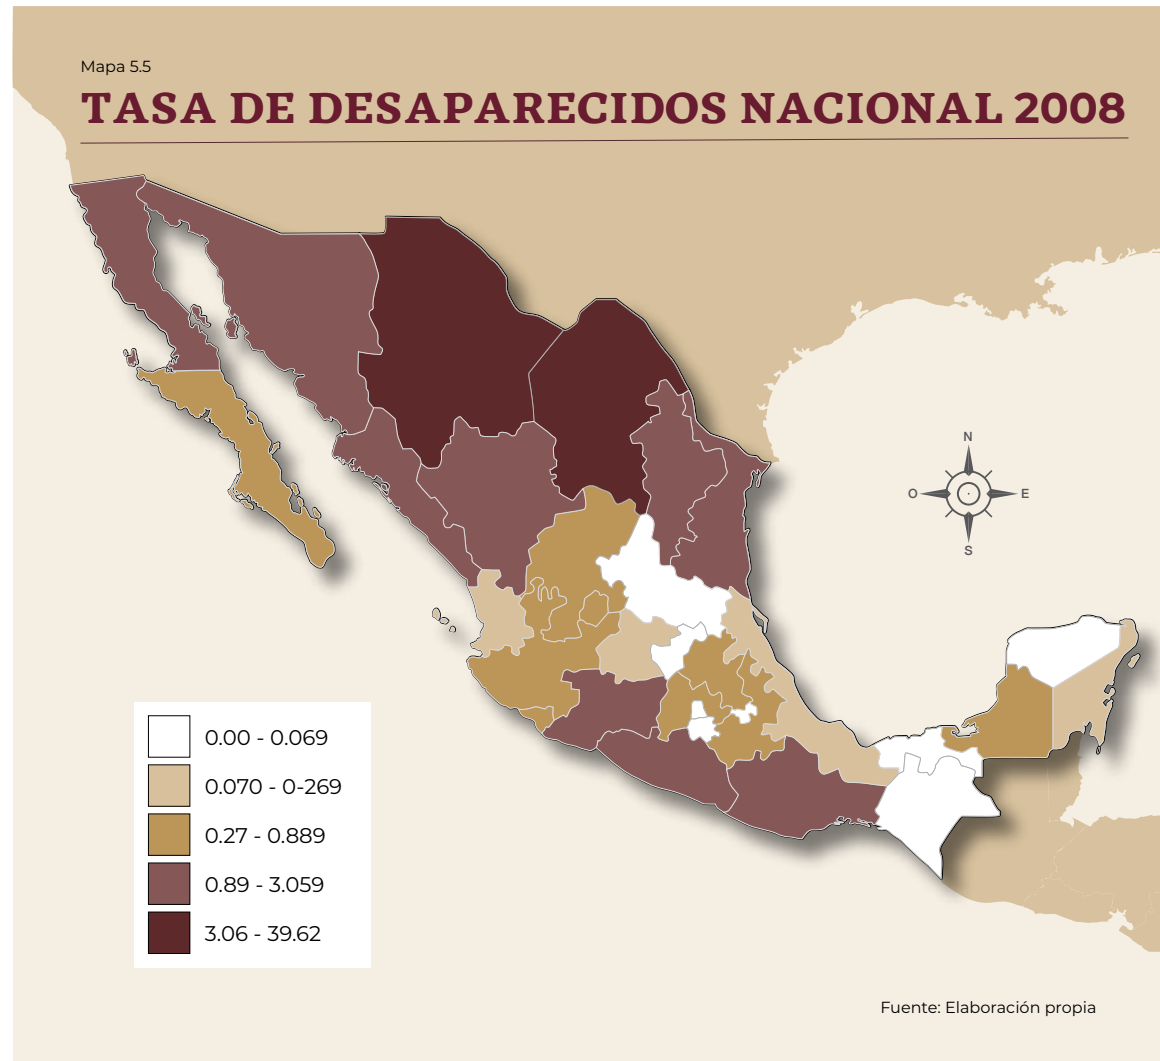 Mapa 5.5
TASA DE DESAPARECIDOS NACIONAL 2008
N
O
E
S
0.00 - 0.069
0.070 - 0-269
0.27 - 0.889
0.89 - 3.059
3.06 - 39.62
Fuente: Elaboración propia